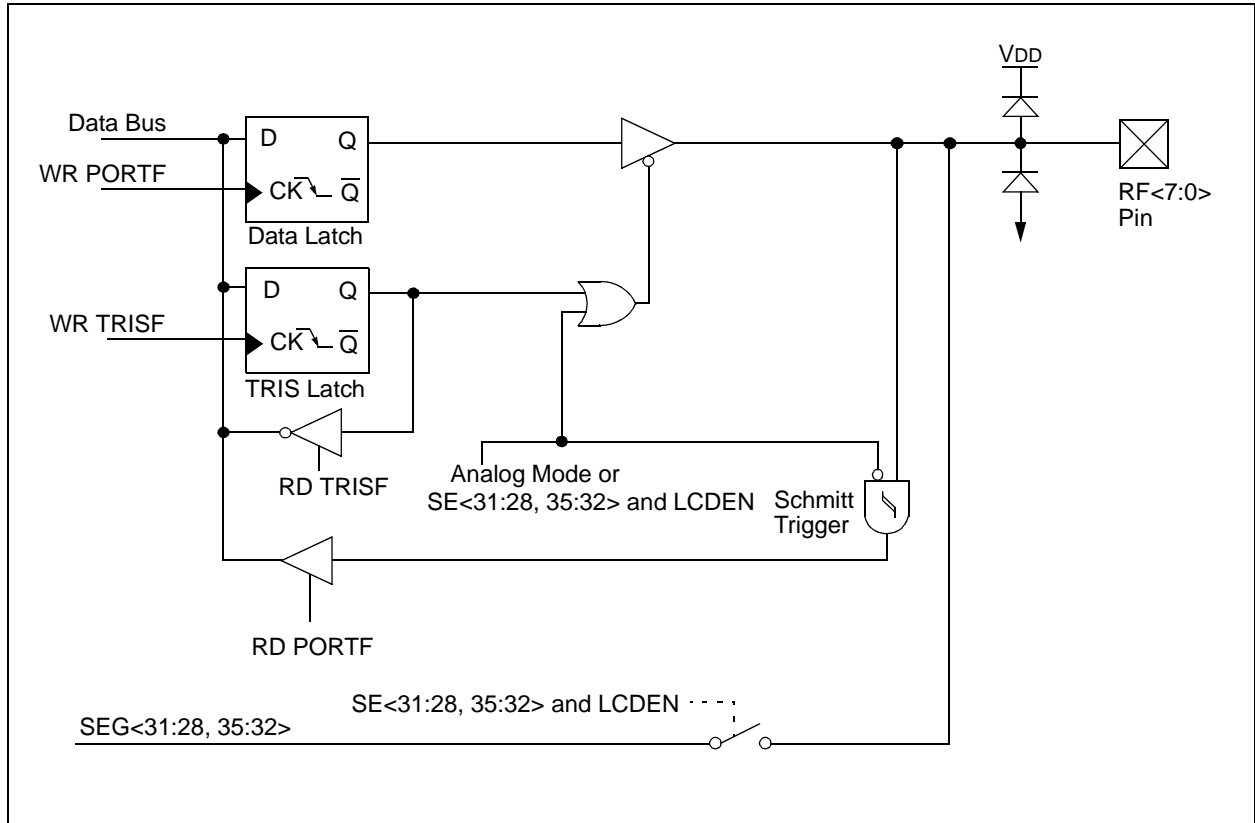 VDD
Data Bus
D Q
WR PORTF
CK Q
Data Latch
RF<7:0>
Pin
D Q
WR TRISF
CK Q
TRIS Latch
RD TRISF
Analog Mode or
SE<31:28, 35:32> and LCDEN
Schmitt
Trigger
RD PORTF
SE<31:28, 35:32> and LCDEN
SEG<31:28, 35:32>